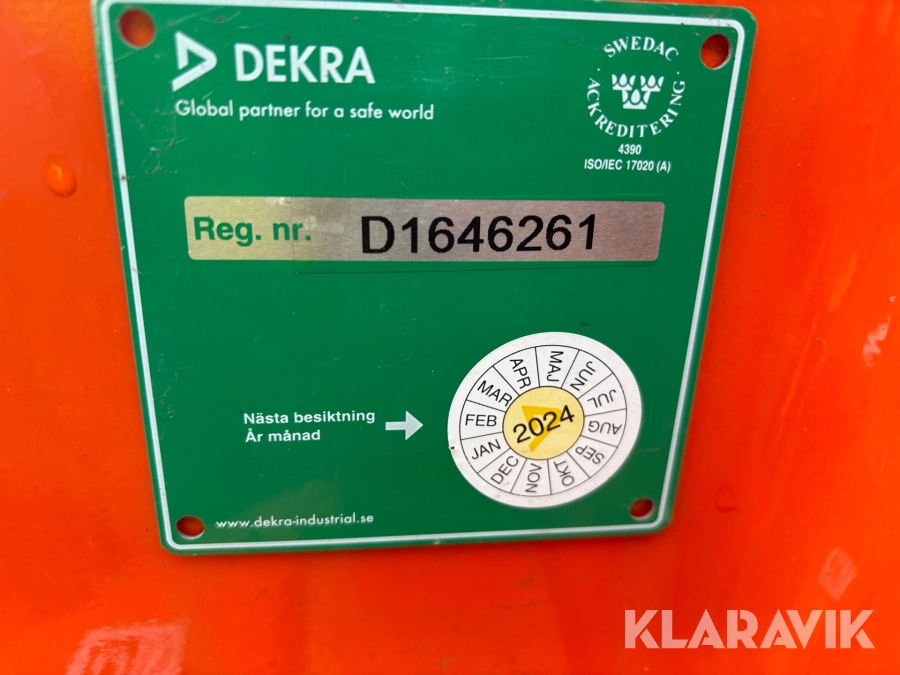 DEKRA
Global partner for a safe world
SWEDAC
ACKREDITERING
4390
ISO/IEC 17020 (A)
Reg. nr. D1646261
Nästa besiktning
År månad
JAN
FEB
MAR
APR
MAJ
JUN
JUL
AUG
SEP
OKT
NOV
DEC
2024
www.dekra-industrial.se
KLARAVIK